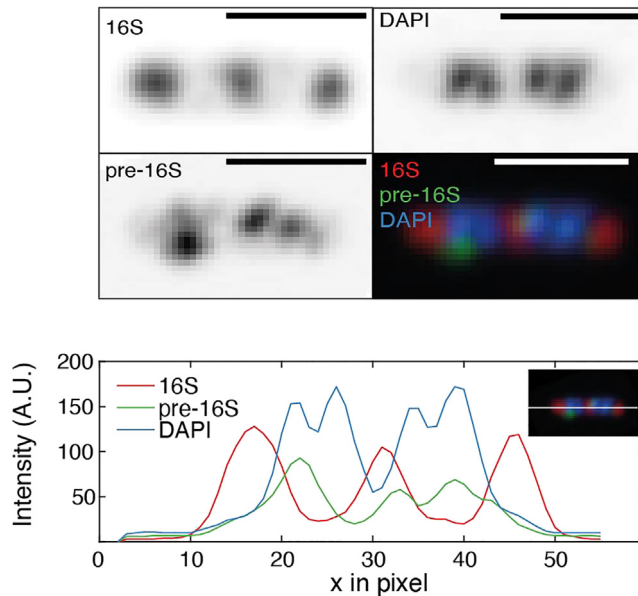 16S
DAPI
pre-16S
16S
pre-16S
DAPI
200
150
100
50
Intensity (A.U.)
16S
pre-16S
DAPI
0 10 20 30 40 50
x in pixel